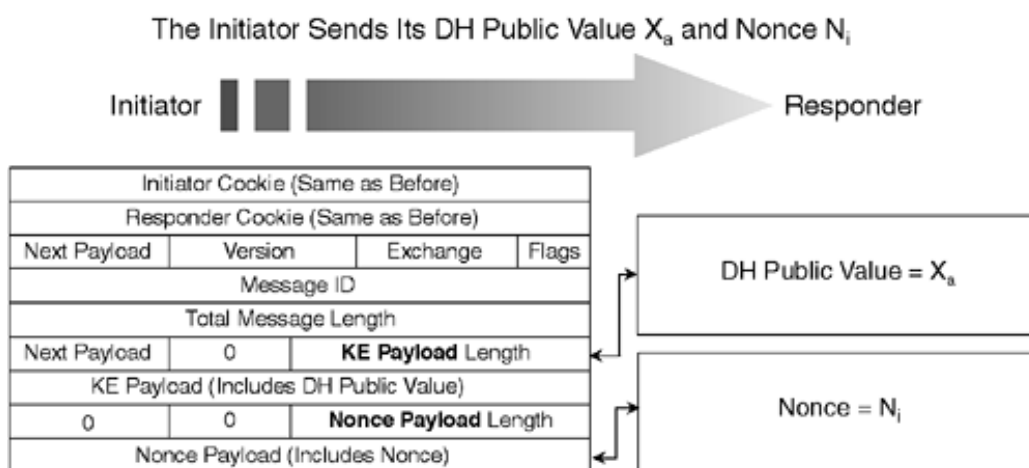 The Initiator Sends Its DH Public Value Xₐ and Nonce Nᵢ
Initiator
Responder
Initiator Cookie (Same as Before)
Responder Cookie (Same as Before)
Next Payload Version Exchange Flags
Message ID
Total Message Length
Next Payload 0 KE Payload Length
KE Payload (Includes DH Public Value)
0 0 Nonce Payload Length
Nonce Payload (Includes Nonce)
DH Public Value = Xₐ
Nonce = Nᵢ